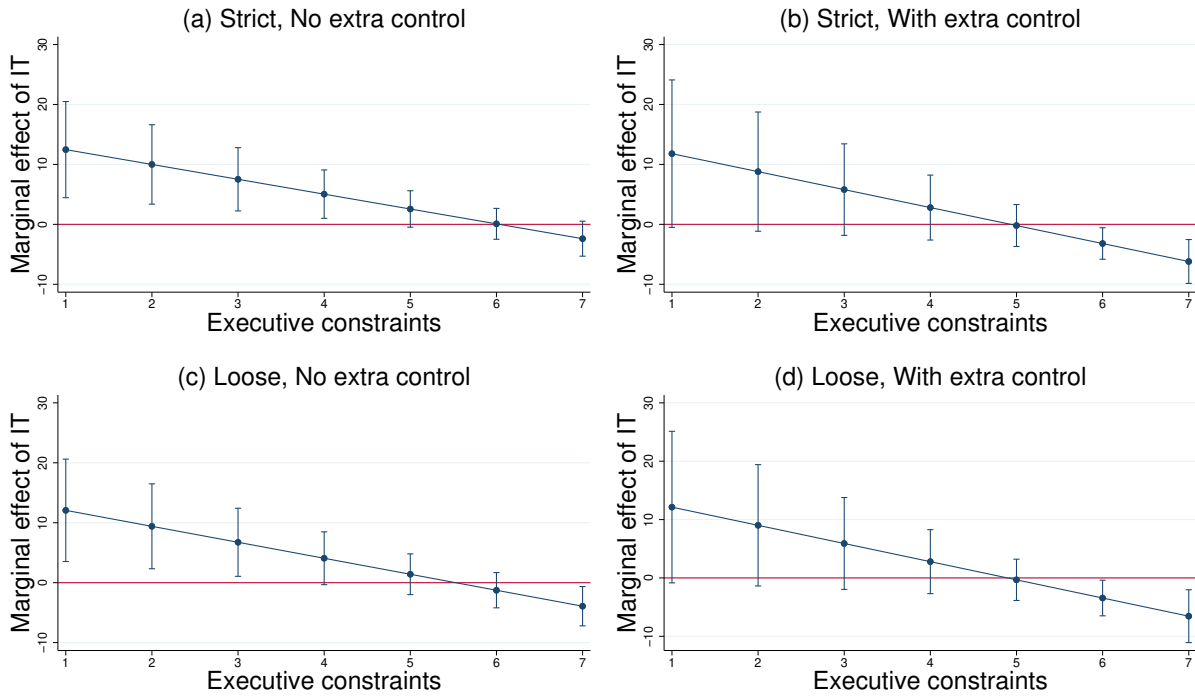 (a) Strict, No extra control
Marginal effect of IT
30
20
10
0
−10
1 2 3 4 5 6 7
Executive constraints
(b) Strict, With extra control
Marginal effect of IT
30
20
10
0
−10
1 2 3 4 5 6 7
Executive constraints
(c) Loose, No extra control
Marginal effect of IT
30
20
10
0
−10
1 2 3 4 5 6 7
Executive constraints
(d) Loose, With extra control
Marginal effect of IT
30
20
10
0
−10
1 2 3 4 5 6 7
Executive constraints